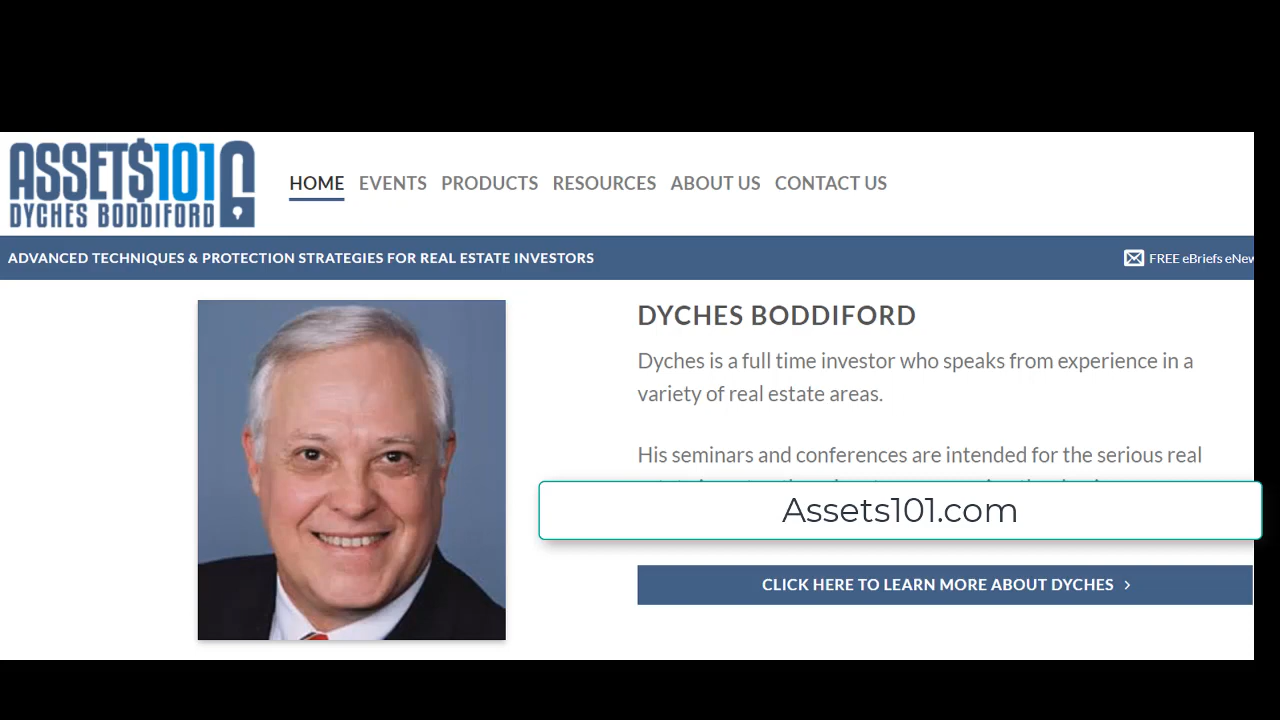 ASSET$101
DYCHES BODDIFORD
HOME EVENTS PRODUCTS RESOURCES ABOUT US CONTACT US
ADVANCED TECHNIQUES & PROTECTION STRATEGIES FOR REAL ESTATE INVESTORS
FREE eBriefs eNew
DYCHES BODDIFORD
Dyches is a full time investor who speaks from experience in a
variety of real estate areas.
His seminars and conferences are intended for the serious real
Assets101.com
CLICK HERE TO LEARN MORE ABOUT DYCHES